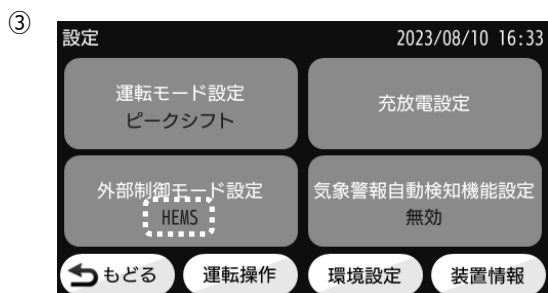 ③
設定 2023/08/10 16:33
運転モード設定
ピークシフト
充放電設定
外部制御モード設定
HEMS
気象警報自動検知機能設定
無効
もどる 運転操作 環境設定 装置情報